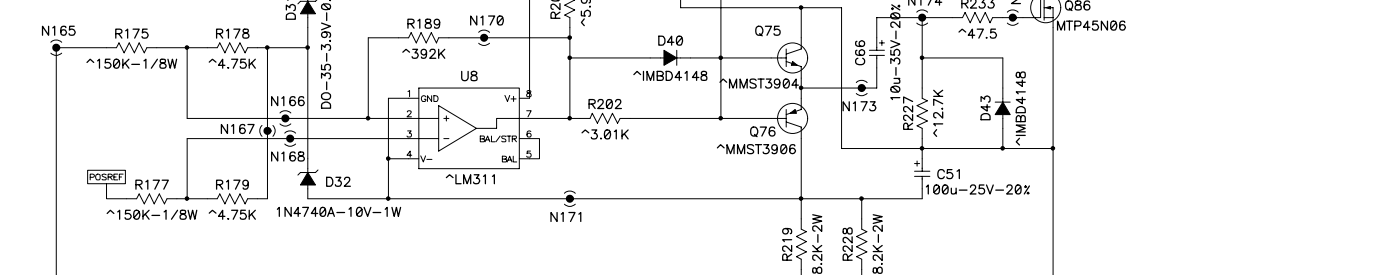 N165
R175
^150K-1/8W
R178
^4.75K
DO-35-3.9V-0.
R189
^392K
N170
D40
^IMBD4148
Q75
^MMST3904
C66
10u-35V-20%
N174
R233
^47.5
Q86
MTP45N06
N166
N167
N168
U8
1
GND
2
+
3
-
4
V-
V+
8
7
BAL/STR
6
BAL
5
^LM311
R202
^3.01K
Q76
^MMST3906
N173
R227
^12.7K
D43
^IMBD4148
POSREF
R177
^150K-1/8W
R179
^4.75K
D32
1N4740A-10V-1W
N171
+
C51
100u-25V-20%
R219
8.2K-2W
R228
8.2K-2W